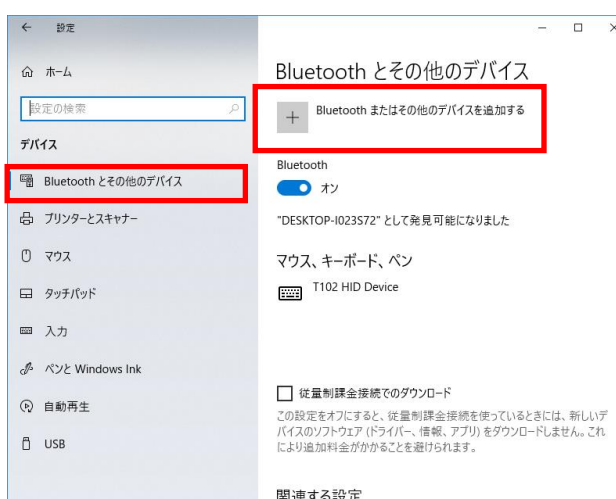 設定
ホーム
設定の検索
デバイス
Bluetooth とその他のデバイス
プリンターとスキャナー
マウス
タッチパッド
入力
ペンと Windows Ink
自動再生
USB
Bluetooth とその他のデバイス
Bluetooth またはその他のデバイスを追加する
Bluetooth
オン
"DESKTOP-I023S72" として発見可能になりました
マウス、キーボード、ペン
T102 HID Device
従量制課金接続でのダウンロード
この設定をオフにすると、従量制課金接続を使っているときには、新しいデ
バイスのソフトウェア (ドライバー、情報、アプリ) をダウンロードしません。これ
により追加料金がかかることを避けられます。
関連する設定